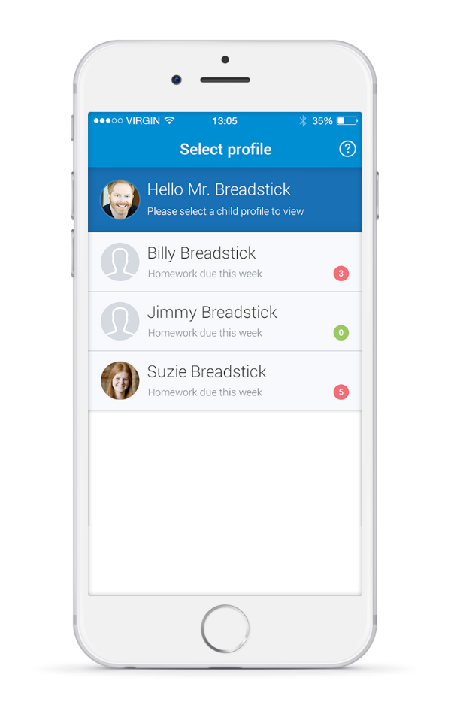 VIRGIN 13:05 35%
Select profile ?
Hello Mr. Breadstick
Please select a child profile to view
Billy Breadstick
Homework due this week 3
Jimmy Breadstick
Homework due this week 0
Suzie Breadstick
Homework due this week 5